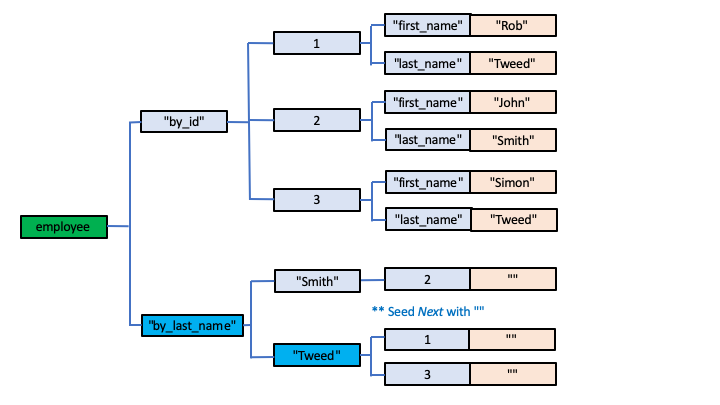 "first_name" "Rob"
1
"last_name" "Tweed"
"first_name" "John"
"by_id" 2
"last_name" "Smith"
"first_name" "Simon"
3
"last_name" "Tweed"
employee
"Smith" 2 ""
** Seed Next with ""
"by_last_name"
1 ""
"Tweed"
3 ""